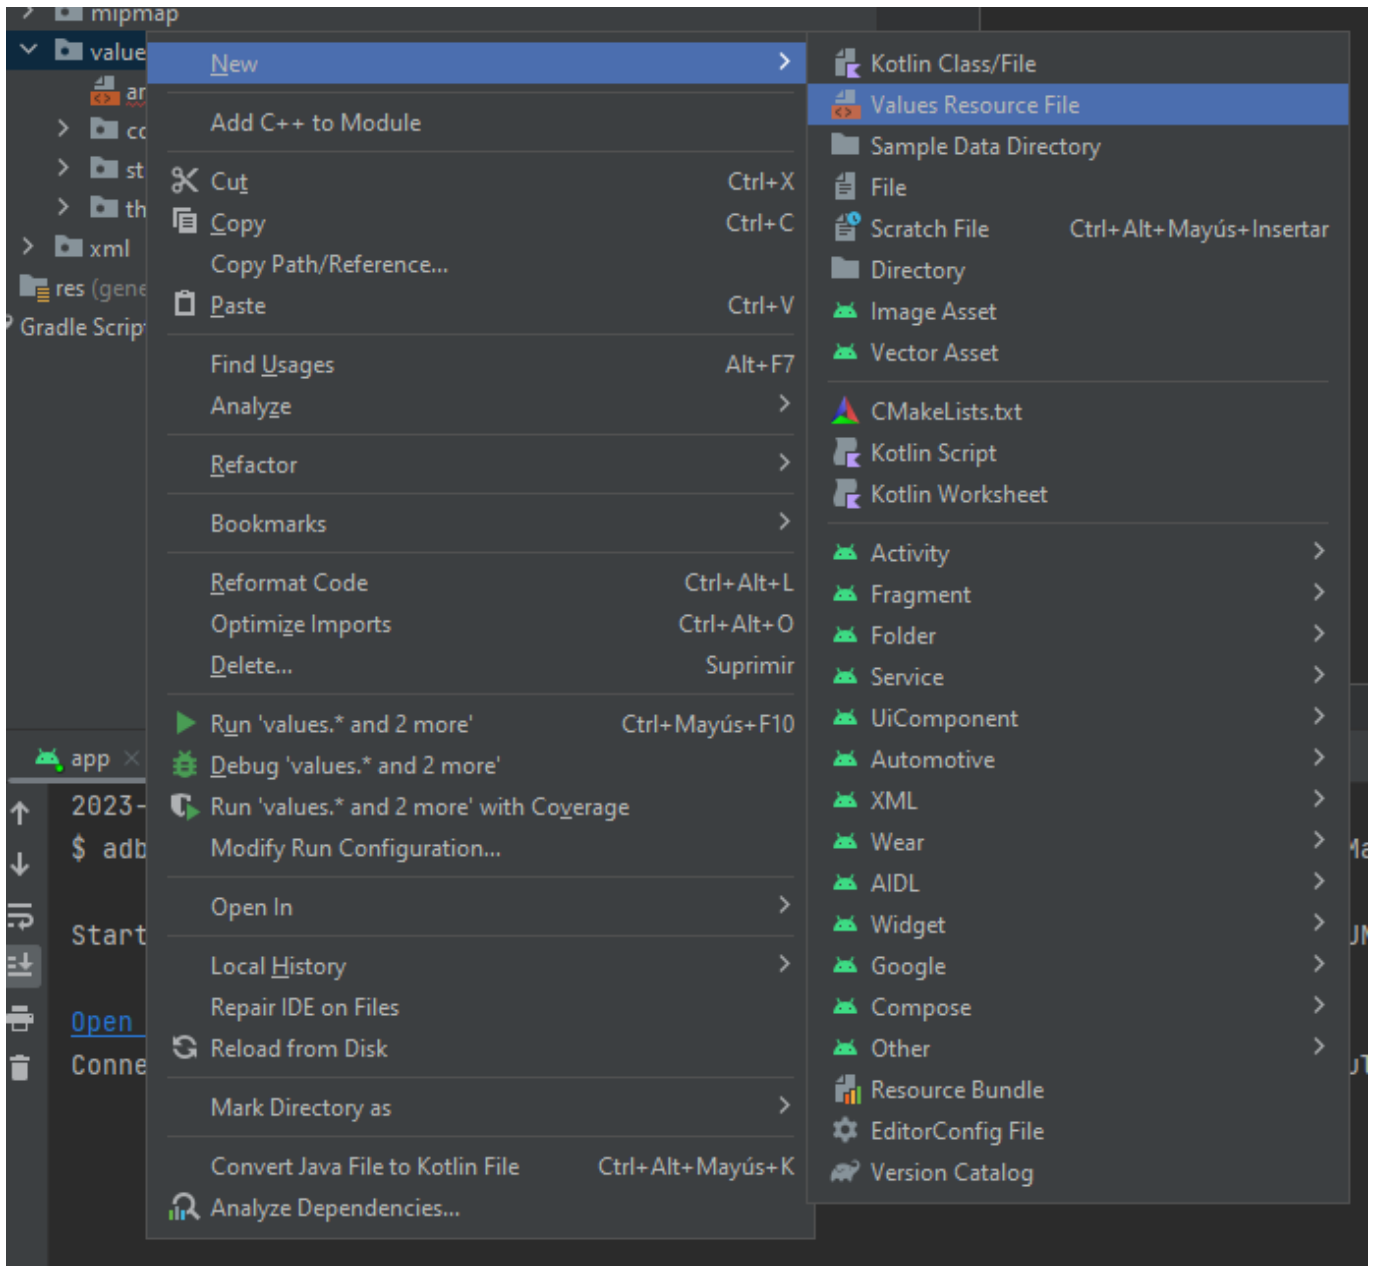 mipmap
value
ar
co
st
th
xml
res (gene
Gradle Scrip
New
Add C++ to Module
Cut Ctrl+X
Copy Ctrl+C
Copy Path/Reference...
Paste Ctrl+V
Find Usages Alt+F7
Analyze
Refactor
Bookmarks
Reformat Code Ctrl+Alt+L
Optimize Imports Ctrl+Alt+O
Delete... Suprimir
Run 'values.* and 2 more' Ctrl+Mayús+F10
Debug 'values.* and 2 more'
Run 'values.* and 2 more' with Coverage
Modify Run Configuration...
Open In
Local History
Repair IDE on Files
Reload from Disk
Mark Directory as
Convert Java File to Kotlin File Ctrl+Alt+Mayús+K
Analyze Dependencies...
Kotlin Class/File
Values Resource File
Sample Data Directory
File
Scratch File Ctrl+Alt+Mayús+Insertar
Directory
Image Asset
Vector Asset
CMakeLists.txt
Kotlin Script
Kotlin Worksheet
Activity
Fragment
Folder
Service
UiComponent
Automotive
XML
Wear
AIDL
Widget
Google
Compose
Other
Resource Bundle
EditorConfig File
Version Catalog
app
2023-
$ adb
Start
Open
Conne